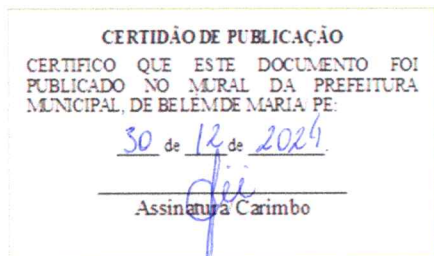 CERTIDÃO DE PUBLICAÇÃO
CERTIFICO QUE ESTE DOCUMENTO FOI
PUBLICADO NO MURAL DA PREFEITURA
MUNICIPAL, DE BELÉM DE MARIA PE:
30 de 12 de 2024.
Assinatura Carimbo